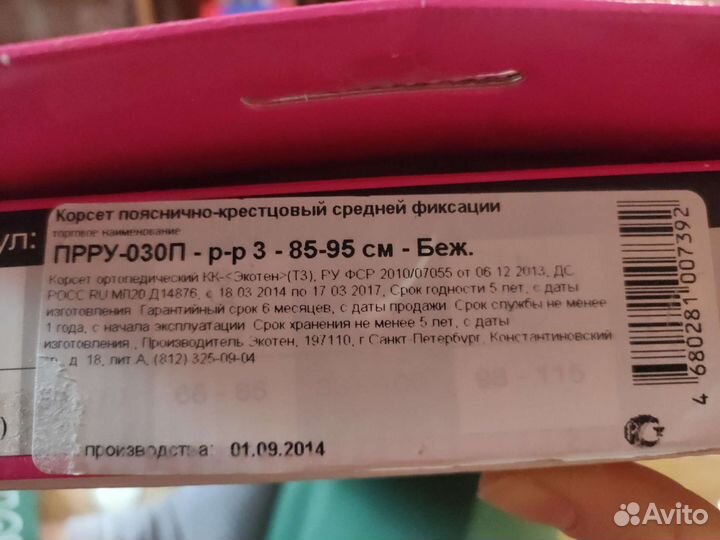 Корсет пояснично-крестцовый средней фиксации
ул:
торговое наименование
ПРРУ-030П - р-р 3 - 85-95 см - Беж.
Корсет ортопедический КК-<Экотен>(ТЗ), РУ ФСР 2010/07055 от 06 12 2013, ДС
РОСС RU МП20 Д14876, с 18 03 2014 по 17 03 2017, Срок годности 5 лет, с даты
изготовления Гарантийный срок 6 месяцев, с даты продажи Срок службы не менее
1 года, с начала эксплуатации Срок хранения не менее 5 лет, с даты
изготовления , Производитель Экотен, 197110, г Санкт-Петербург, Константиновский
пр, д 18, лит А, (812) 325-09-04
98 - 115
)
производства: 01.09.2014
4 680281 007392
Avito